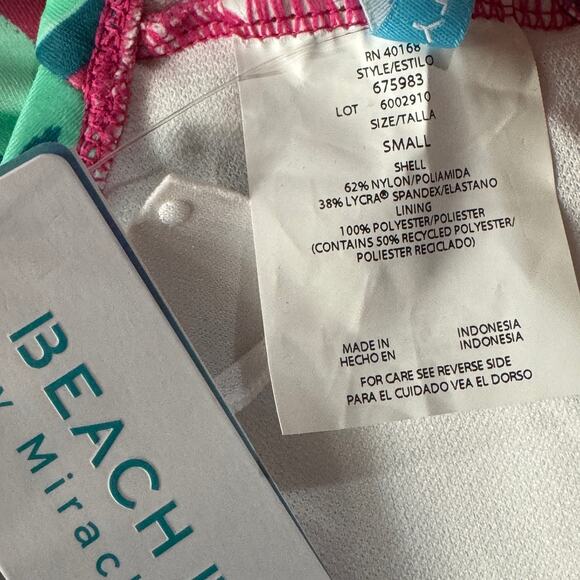 RN 40168
STYLE/ESTILO
675983
LOT 6002910
SIZE/TALLA
SMALL
SHELL
62% NYLON/POLIAMIDA
38% LYCRA® SPANDEX/ELASTANO
LINING
100% POLYESTER/POLIESTER
(CONTAINS 50% RECYCLED POLYESTER/
POLIESTER RECICLADO)
MADE IN INDONESIA
HECHO EN INDONESIA
FOR CARE SEE REVERSE SIDE
PARA EL CUIDADO VEA EL DORSO
BEACH
Mirac